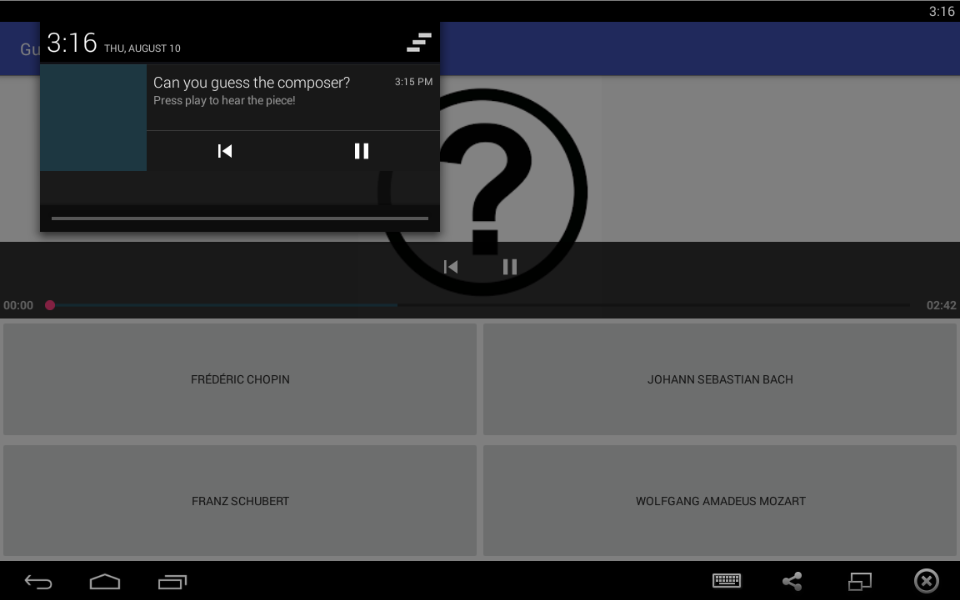 3:16
Gu
3:16 THU, AUGUST 10
Can you guess the composer?
3:15 PM
Press play to hear the piece!
?
00:00
02:42
FRÉDÉRIC CHOPIN
JOHANN SEBASTIAN BACH
FRANZ SCHUBERT
WOLFGANG AMADEUS MOZART